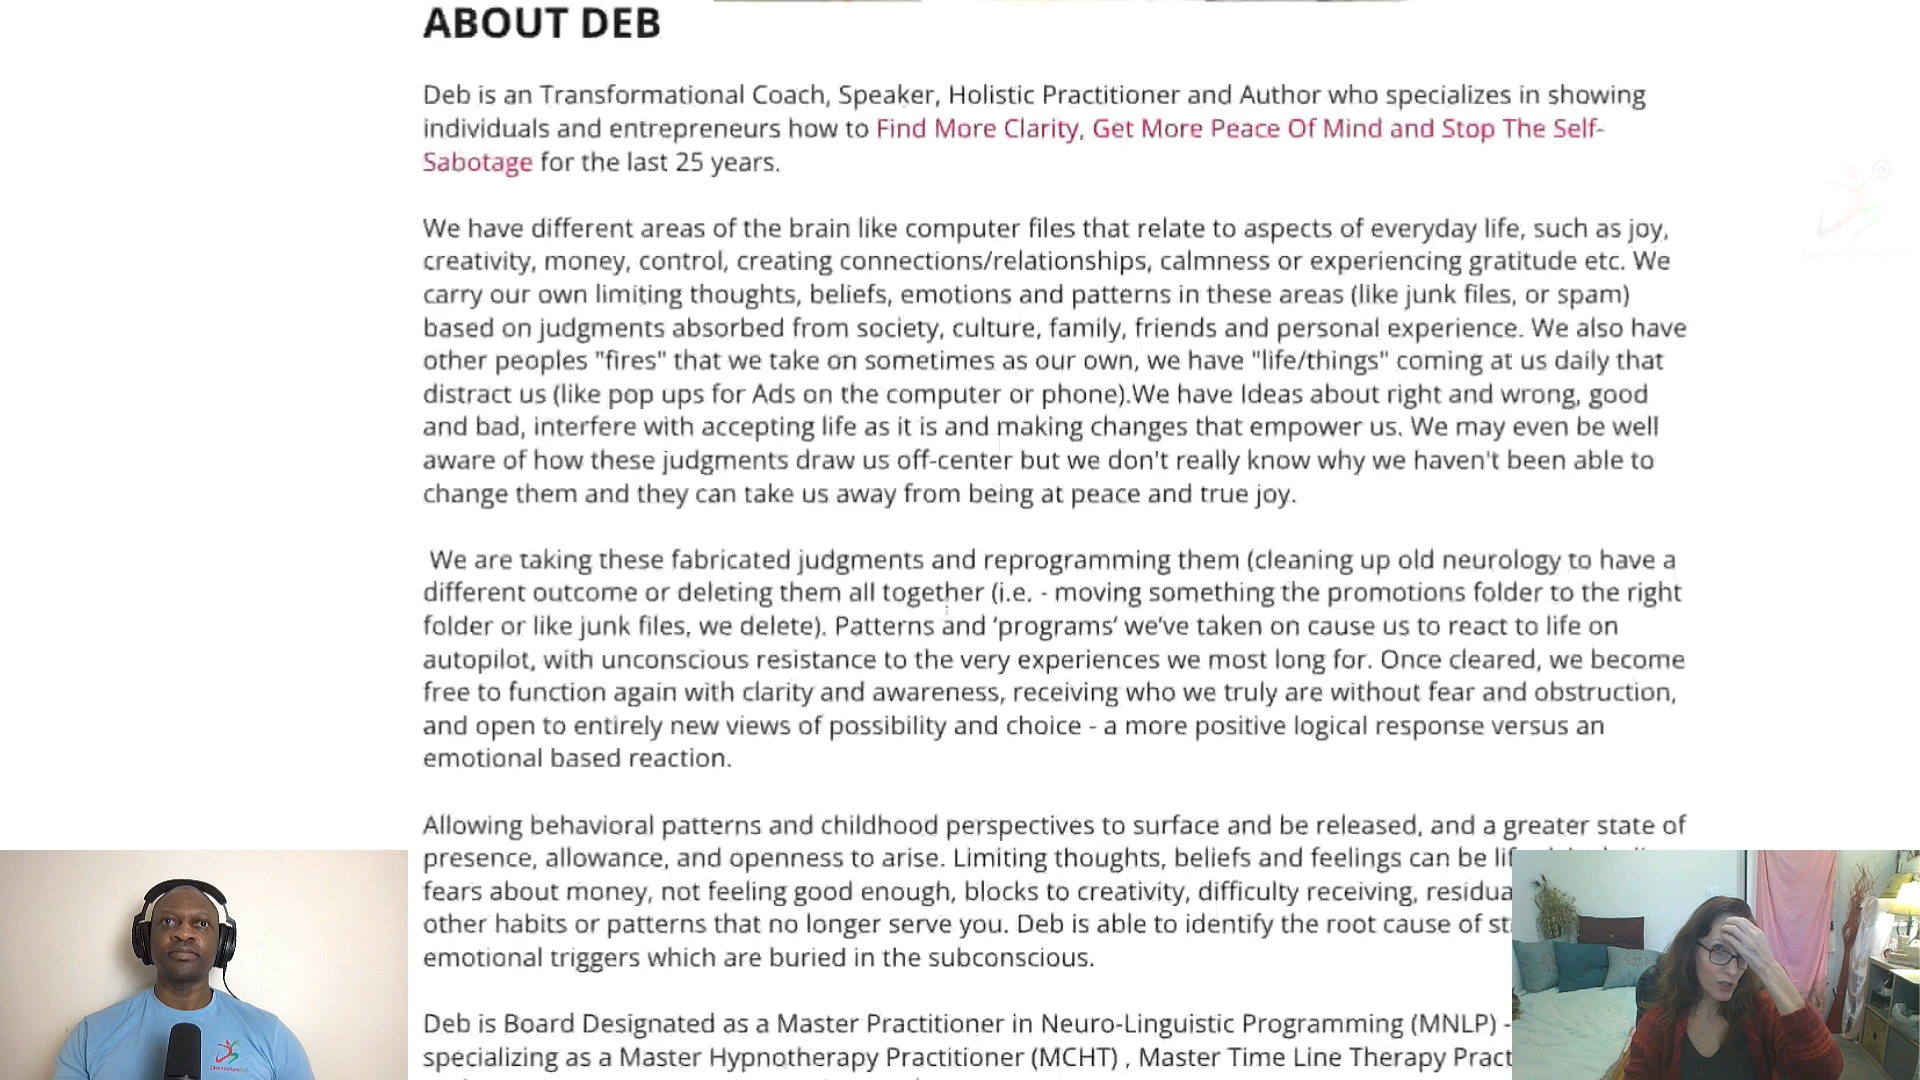 ABOUT DEB
Deb is an Transformational Coach, Speaker, Holistic Practitioner and Author who specializes in showing
individuals and entrepreneurs how to Find More Clarity, Get More Peace Of Mind and Stop The Self-
Sabotage for the last 25 years.
We have different areas of the brain like computer files that relate to aspects of everyday life, such as joy,
creativity, money, control, creating connections/relationships, calmness or experiencing gratitude etc. We
carry our own limiting thoughts, beliefs, emotions and patterns in these areas (like junk files, or spam)
based on judgments absorbed from society, culture, family, friends and personal experience. We also have
other peoples "fires" that we take on sometimes as our own, we have "life/things" coming at us daily that
distract us (like pop ups for Ads on the computer or phone).We have Ideas about right and wrong, good
and bad, interfere with accepting life as it is and making changes that empower us. We may even be well
aware of how these judgments draw us off-center but we don't really know why we haven't been able to
change them and they can take us away from being at peace and true joy.
We are taking these fabricated judgments and reprogramming them (cleaning up old neurology to have a
different outcome or deleting them all together (i.e. - moving something the promotions folder to the right
folder or like junk files, we delete). Patterns and ‘programs’ we’ve taken on cause us to react to life on
autopilot, with unconscious resistance to the very experiences we most long for. Once cleared, we become
free to function again with clarity and awareness, receiving who we truly are without fear and obstruction,
and open to entirely new views of possibility and choice - a more positive logical response versus an
emotional based reaction.
Allowing behavioral patterns and childhood perspectives to surface and be released, and a greater state of
presence, allowance, and openness to arise. Limiting thoughts, beliefs and feelings can be
fears about money, not feeling good enough, blocks to creativity, difficulty receiving,
other habits or patterns that no longer serve you. Deb is able to identify the root cause of
emotional triggers which are buried in the subconscious.
Deb is Board Designated as a Master Practitioner in Neuro-Linguistic Programming (MNLP) -
specializing as a Master Hypnotherapy Practitioner (MCHT) , Master Time Line Therapy